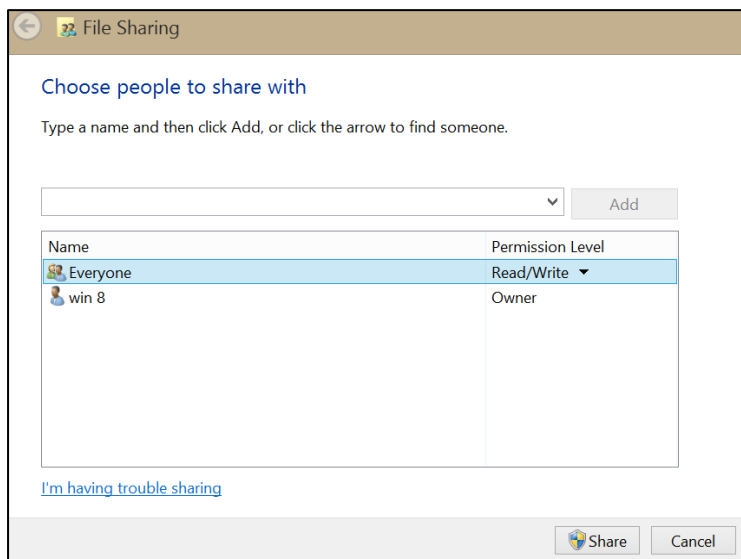 File Sharing
Choose people to share with
Type a name and then click Add, or click the arrow to find someone.
Add
Name Permission Level
Everyone Read/Write
win 8 Owner
I'm having trouble sharing
Share Cancel